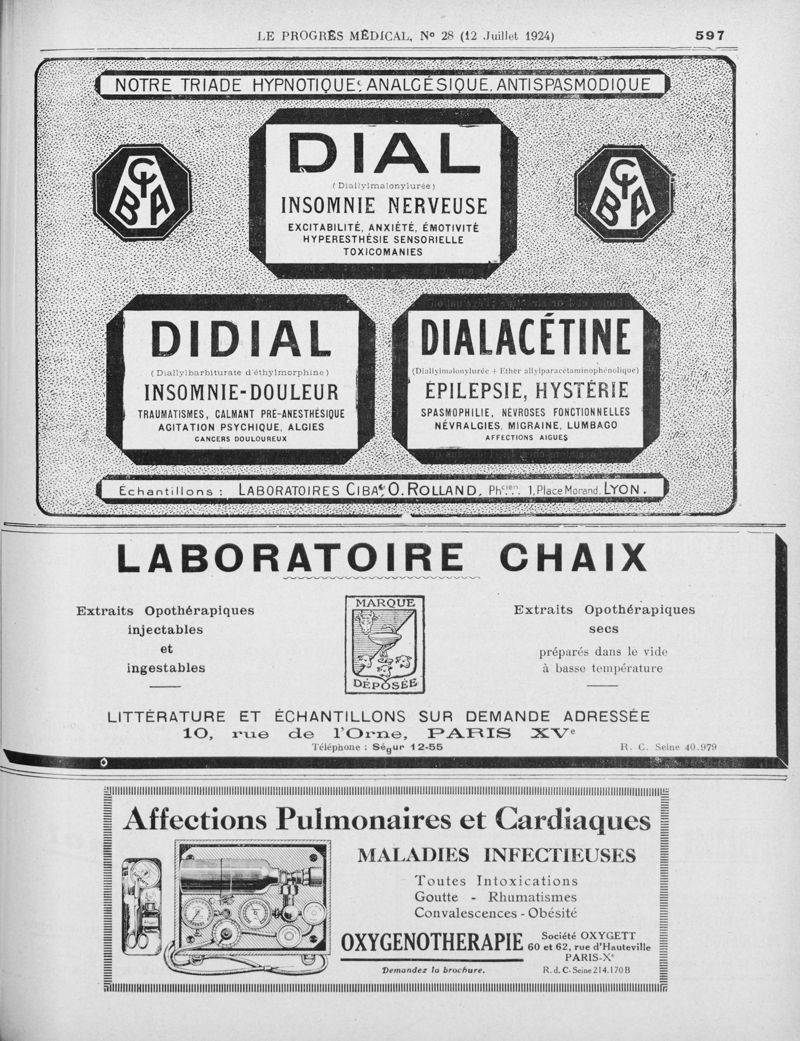 LE PROGRÈS MÉDICAL, Nº 28 (12 Juillet 1924) 597
NOTRE TRIADE HYPNOTIQUE, ANALGÉSIQUE, ANTISPASMODIQUE
DIAL
(Diallylmalonylurée)
INSOMNIE NERVEUSE
EXCITABILITÉ, ANXIÉTÉ, ÉMOTIVITÉ
HYPERESTHÉSIE SENSORIELLE
TOXICOMANIES
CIBA
CIBA
DIDIAL
(Diallylbarbiturate d'éthylmorphine)
INSOMNIE-DOULEUR
TRAUMATISMES, CALMANT PRÉ-ANESTHÉSIQUE
AGITATION PSYCHIQUE, ALGIES
CANCERS DOULOUREUX
DIALACÉTINE
(Diallylmalonylurée + Ether allylparacétaminophénolique)
ÉPILEPSIE, HYSTÉRIE
SPASMOPHILIE, NÉVROSES FONCTIONNELLES
NÉVRALGIES, MIGRAINE, LUMBAGO
AFFECTIONS AIGUES
Échantillons : LABORATOIRES CIBA, O. ROLLAND, Phcien. 1, Place Morand. LYON.
LABORATOIRE CHAIX
Extraits Opothérapiques
injectables
et
ingestables
MARQUE
DÉPOSÉE
Extraits Opothérapiques
secs
préparés dans le vide
à basse température
LITTÉRATURE ET ÉCHANTILLONS SUR DEMANDE ADRESSÉE
10, rue de l'Orne, PARIS XVe
Téléphone : Ségur 12-55 R. C. Seine 40.979
Affections Pulmonaires et Cardiaques
MALADIES INFECTIEUSES
Toutes Intoxications
Goutte - Rhumatismes
Convalescences - Obésité
OXYGENOTHERAPIE
Société OXYGETT
60 et 62, rue d'Hauteville
PARIS-Xe
Demandez la brochure. R. d. C. Seine 214.170 B